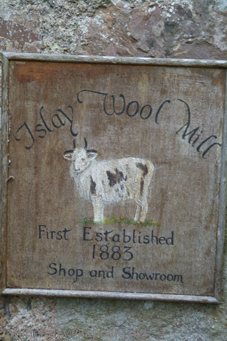 Islay Wool Mill
First Established
1883
Shop and Showroom